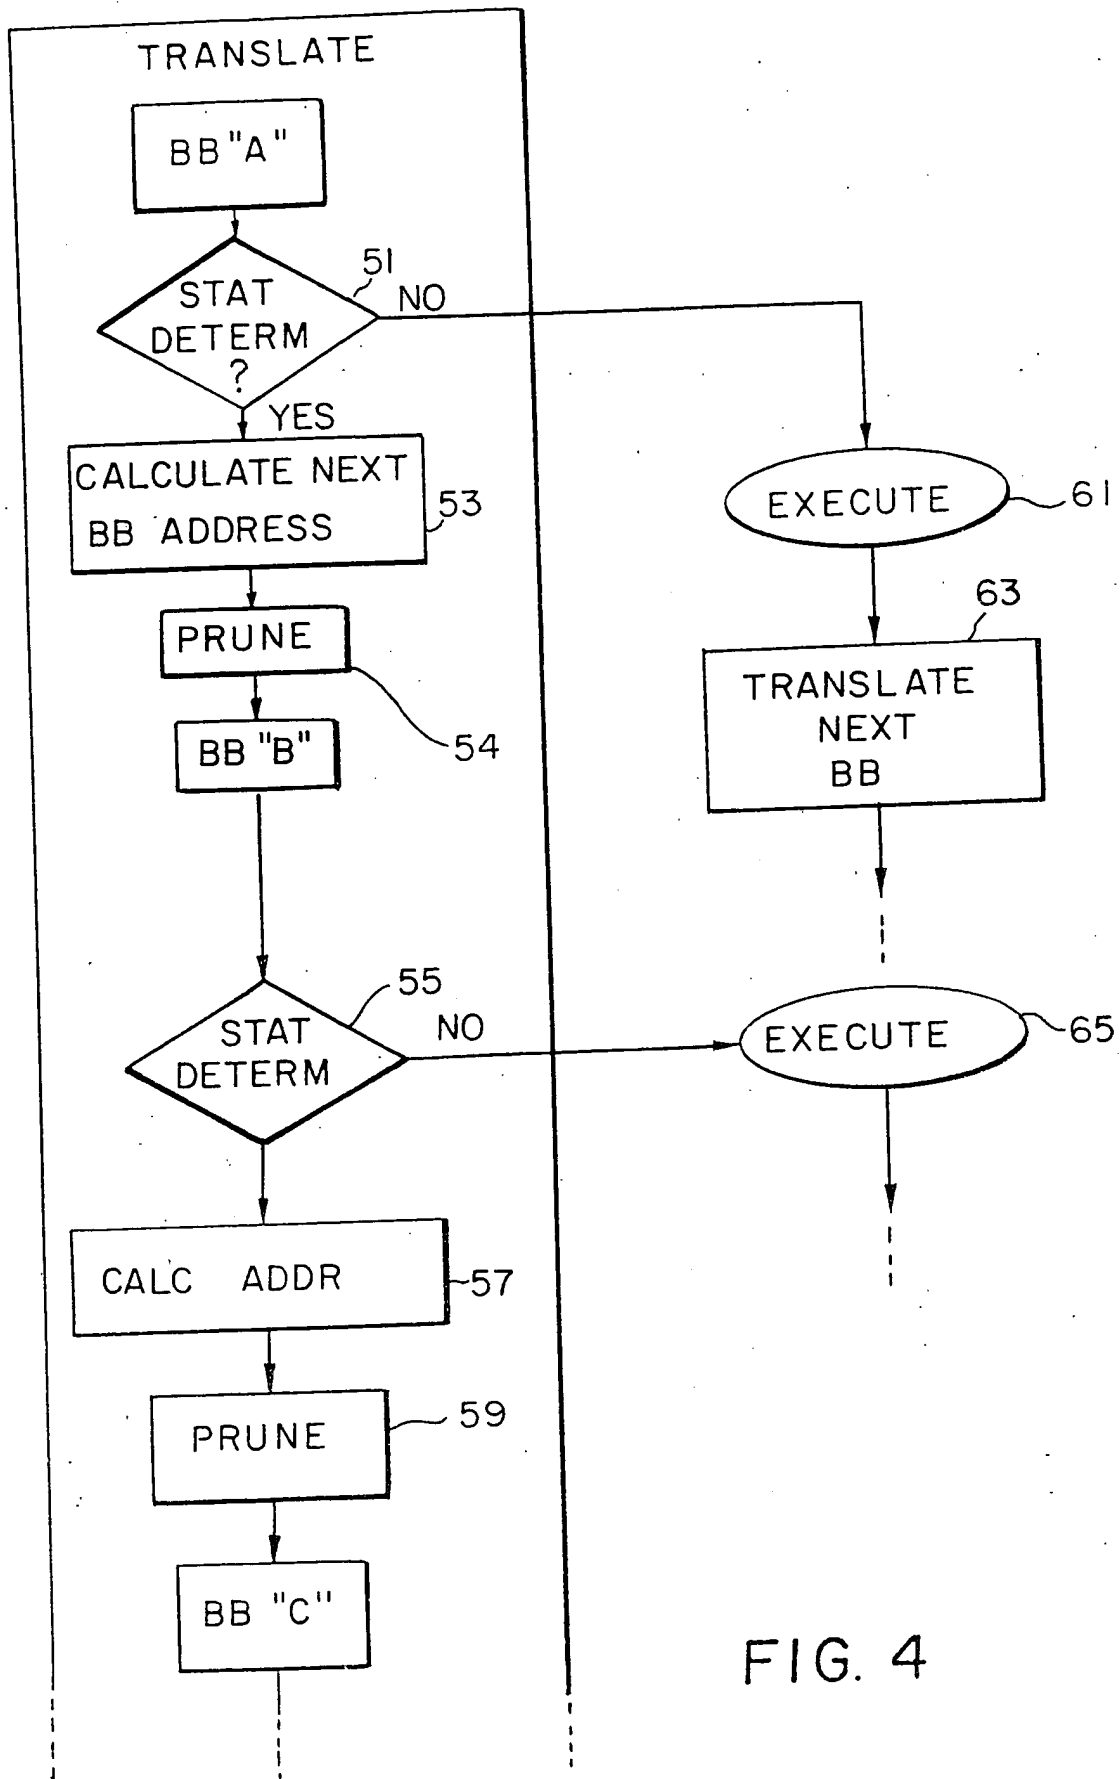 TRANSLATE
BB "A"
51
STAT
DETERM
?
NO
YES
CALCULATE NEXT
BB ADDRESS
53
PRUNE
54
BB "B"
STAT
DETERM
55
NO
CALC ADDR
57
PRUNE
59
BB "C"
EXECUTE
61
63
TRANSLATE
NEXT
BB
EXECUTE
65
FIG. 4